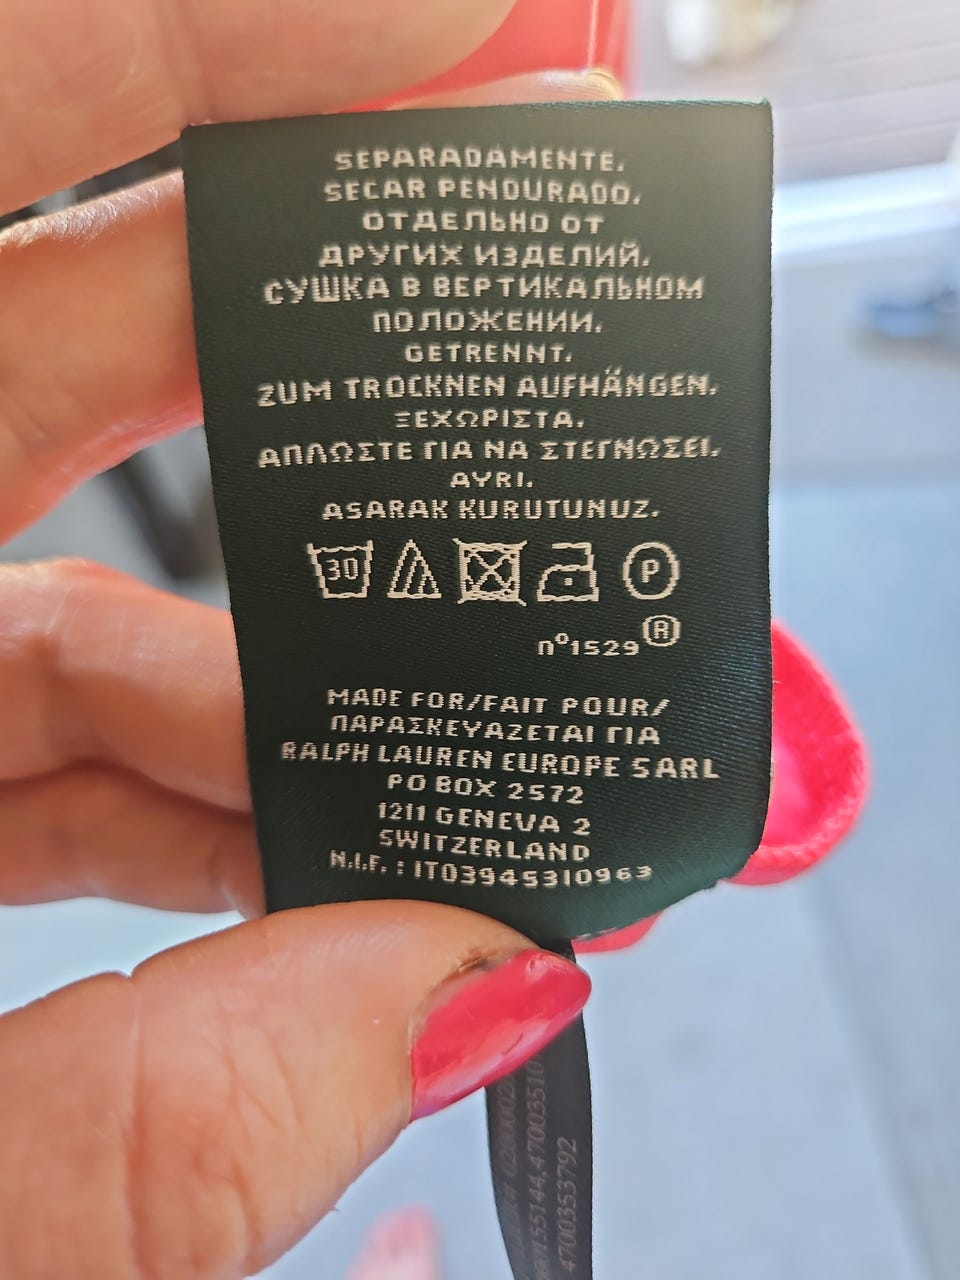 SEPARADAMENTE.
SECAR PENDURADO.
ОТДЕЛЬНО ОТ
ДРУГИХ ИЗДЕЛИЙ.
СУШКА В ВЕРТИКАЛЬНОМ
ПОЛОЖЕНИИ.
GETRENNT.
ZUM TROCKNEN AUFHÄNGEN.
ΞΕΧΩΡΙΣΤΑ.
ΑΠΛΩΣΤΕ ΓΙΑ ΝΑ ΣΤΕΓΝΩΣΕΙ.
AYRI.
ASARAK KURUTUNUZ.
30 P
nº1529 ®
MADE FOR/FAIT POUR/
ΠΑΡΑΣΚΕΥΑΖΕΤΑΙ ΓΙΑ
RALPH LAUREN EUROPE SARL
PO BOX 2572
1211 GENEVA 2
SWITZERLAND
N.I.F. : IT03945310963
4700353792